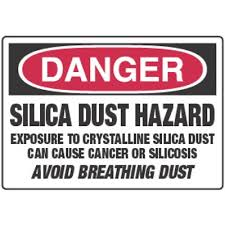 DANGER
SILICA DUST HAZARD
EXPOSURE TO CRYSTALLINE SILICA DUST
CAN CAUSE CANCER OR SILICOSIS
AVOID BREATHING DUST